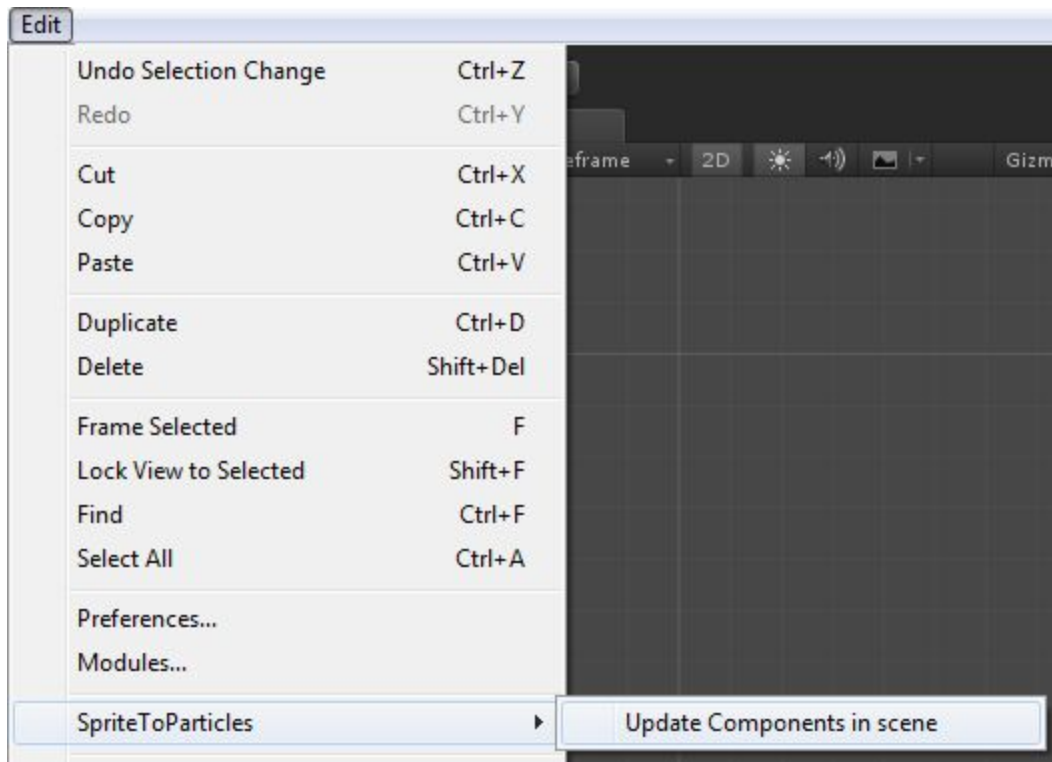 Edit
Undo Selection Change Ctrl+Z
Redo Ctrl+Y
eframe 2D Gizm
Cut Ctrl+X
Copy Ctrl+C
Paste Ctrl+V
Duplicate Ctrl+D
Delete Shift+Del
Frame Selected F
Lock View to Selected Shift+F
Find Ctrl+F
Select All Ctrl+A
Preferences...
Modules...
SpriteToParticles Update Components in scene